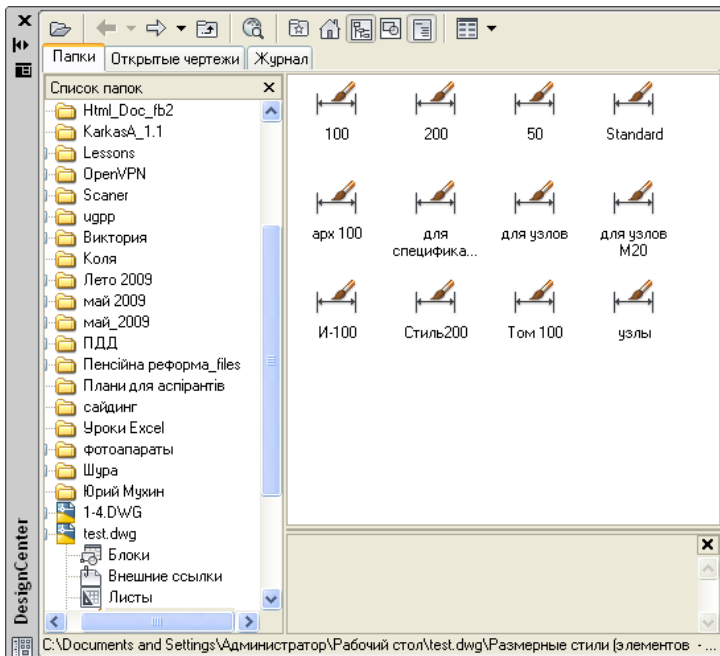 Папки
Открытые чертежи
Журнал
Список папок
Html_Doc_fb2
KarkasA_1.1
Lessons
OpenVPN
Scaner
ugpp
Виктория
Коля
Лето 2009
май 2009
май_2009
ПДД
Пенсійна реформа_files
Плани для аспірантів
сайдинг
Уроки Excel
фотоапараты
Шура
Юрий Мухин
1-4.DWG
test.dwg
Блоки
Внешние ссылки
Листы
100
200
50
Standard
арх 100
для
специфика...
для узлов
для узлов
М20
И-100
Стиль200
Том 100
узлы
DesignCenter
C:\Documents and Settings\Администратор\Рабочий стол\test.dwg\Размерные стили (элементов - ...